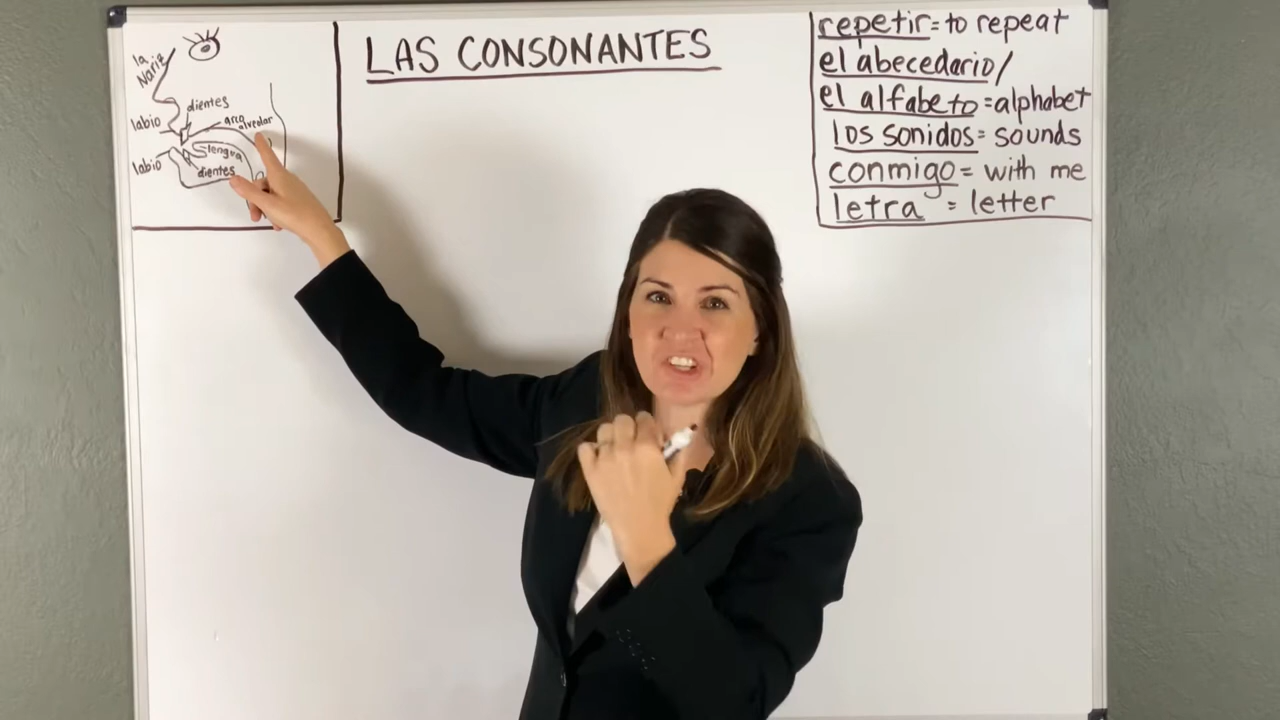 la
Nariz
dientes
labio
arco
alveolar
lengua
labio
dientes
LAS CONSONANTES
repetir = to repeat
el abecedario/
el alfabeto = alphabet
los sonidos = sounds
conmigo = with me
letra = letter